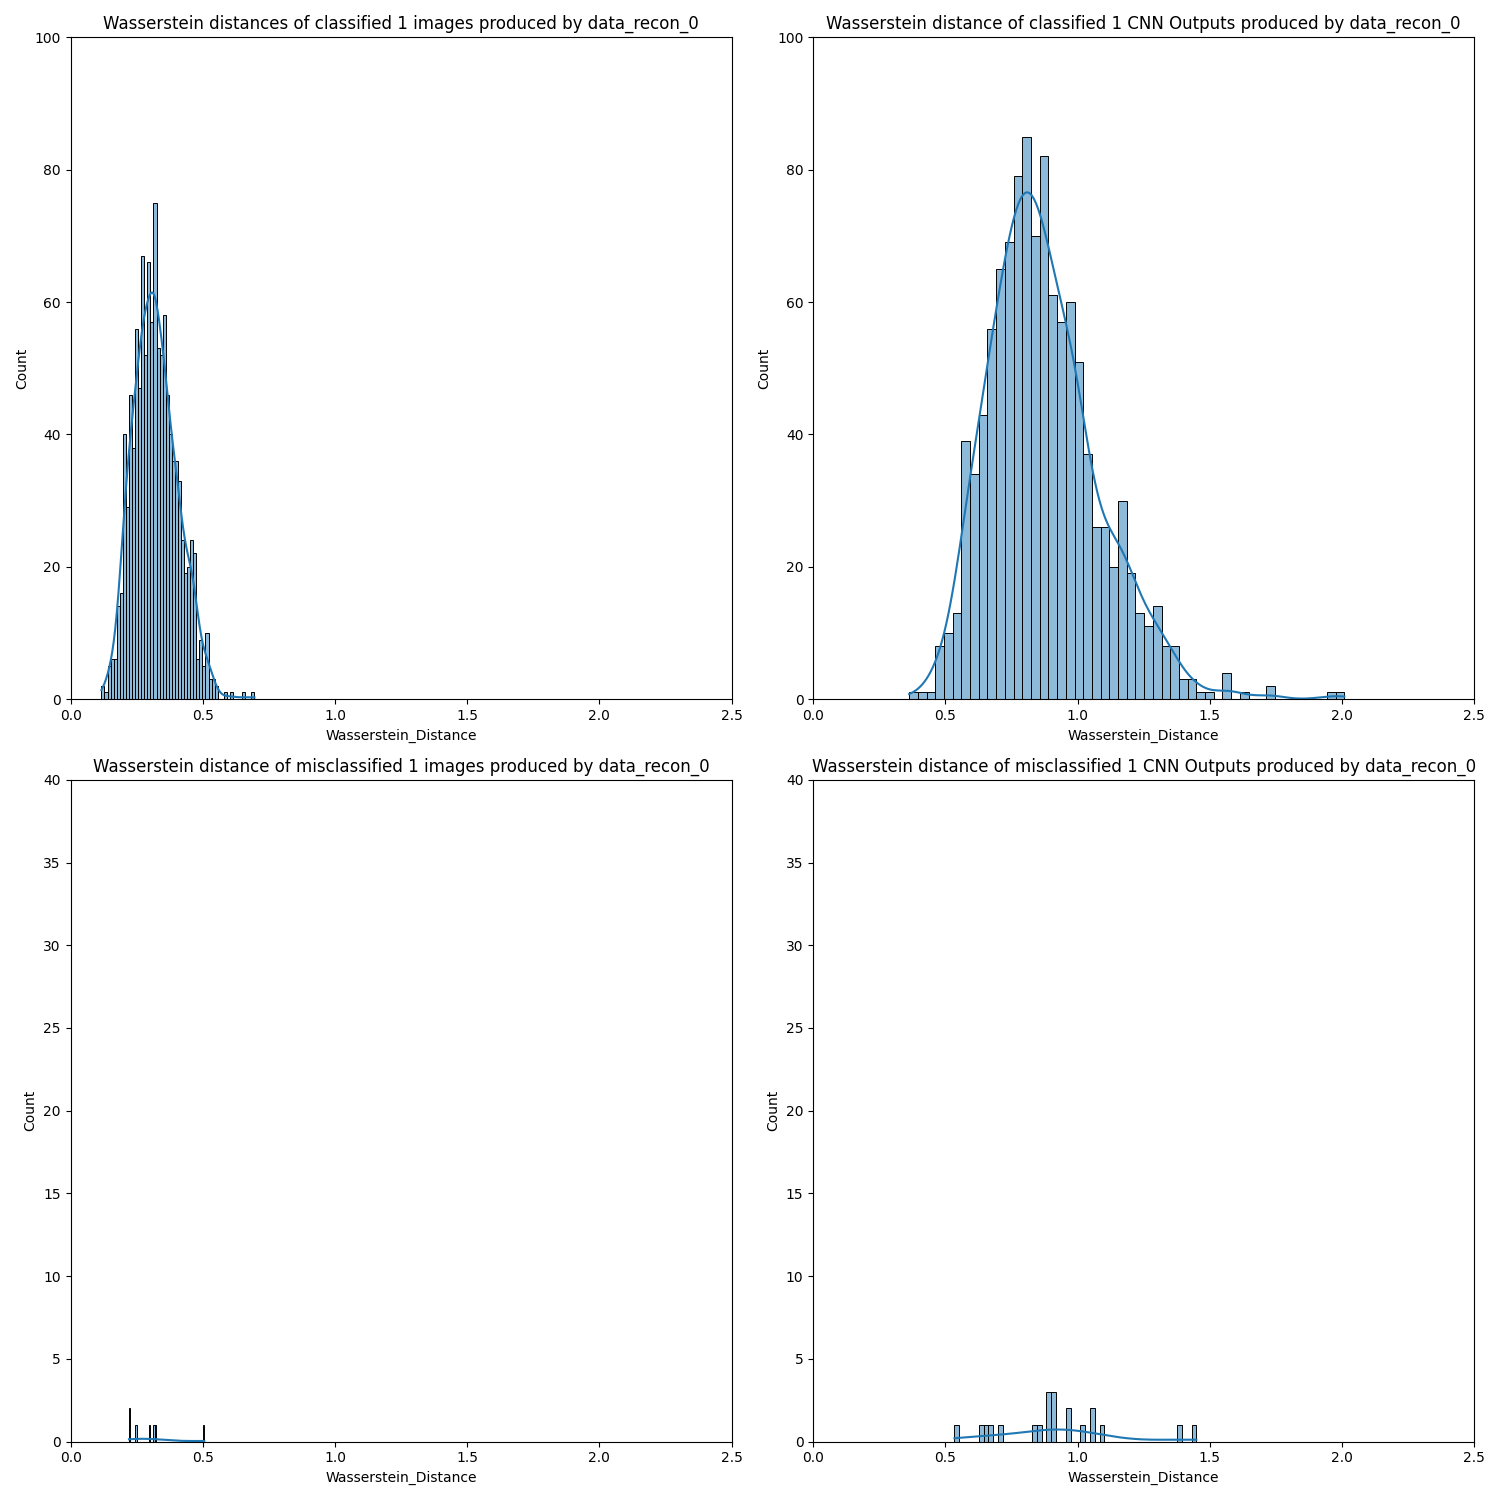 Wasserstein distances of classified 1 images produced by data_recon_0
100
80
60
40
20
0
Count
0.0 0.5 1.0 1.5 2.0 2.5
Wasserstein_Distance
Wasserstein distance of classified 1 CNN Outputs produced by data_recon_0
100
80
60
40
20
0
Count
0.0 0.5 1.0 1.5 2.0 2.5
Wasserstein_Distance
Wasserstein distance of misclassified 1 images produced by data_recon_0
40
35
30
25
20
15
10
5
0
Count
0.0 0.5 1.0 1.5 2.0 2.5
Wasserstein_Distance
Wasserstein distance of misclassified 1 CNN Outputs produced by data_recon_0
40
35
30
25
20
15
10
5
0
Count
0.0 0.5 1.0 1.5 2.0 2.5
Wasserstein_Distance